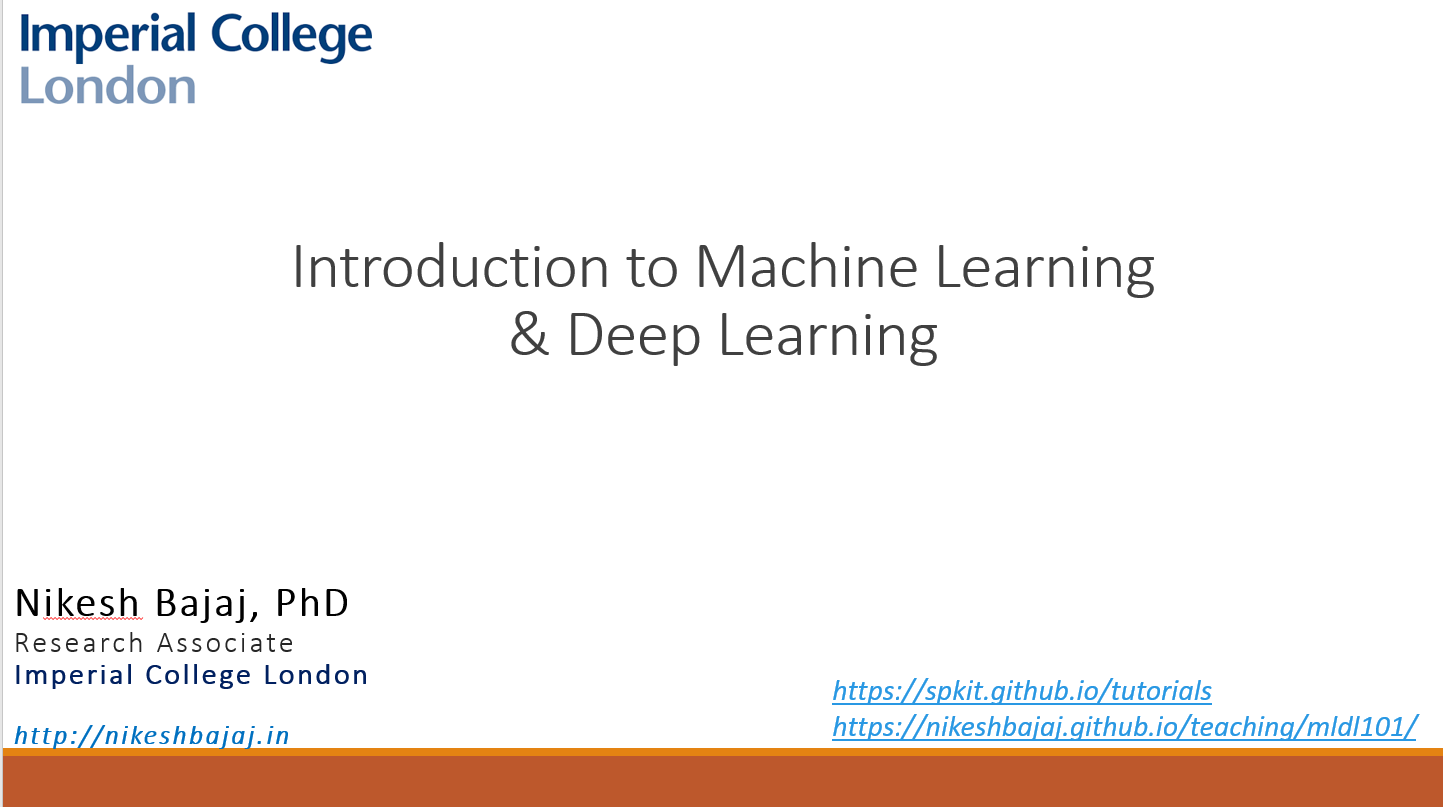 Imperial College
London
Introduction to Machine Learning
& Deep Learning
Nikesh Bajaj, PhD
Research Associate
Imperial College London
http://nikeshbajaj.in
https://spkit.github.io/tutorials
https://nikeshbajaj.github.io/teaching/mldl101/